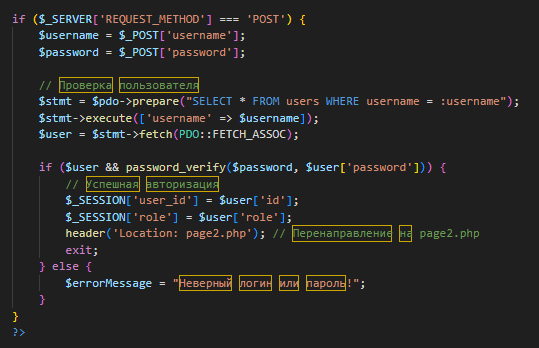 if ($_SERVER['REQUEST_METHOD'] === 'POST') {
    $username = $_POST['username'];
    $password = $_POST['password'];

    // Проверка пользователя
    $stmt = $pdo->prepare("SELECT * FROM users WHERE username = :username");
    $stmt->execute(['username' => $username]);
    $user = $stmt->fetch(PDO::FETCH_ASSOC);

    if ($user && password_verify($password, $user['password'])) {
        // Успешная авторизация
        $_SESSION['user_id'] = $user['id'];
        $_SESSION['role'] = $user['role'];
        header('Location: page2.php'); // Перенаправление на page2.php
        exit;
    } else {
        $errorMessage = "Неверный логин или пароль!";
    }
}
?>